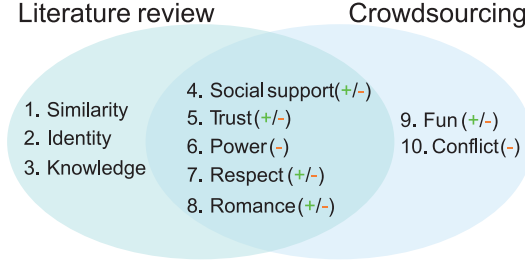 Literature review
Crowdsourcing
1. Similarity
2. Identity
3. Knowledge
4. Social support(+/-)
5. Trust(+/-)
6. Power(-)
7. Respect(+/-)
8. Romance(+/-)
9. Fun(+/-)
10. Conflict(-)